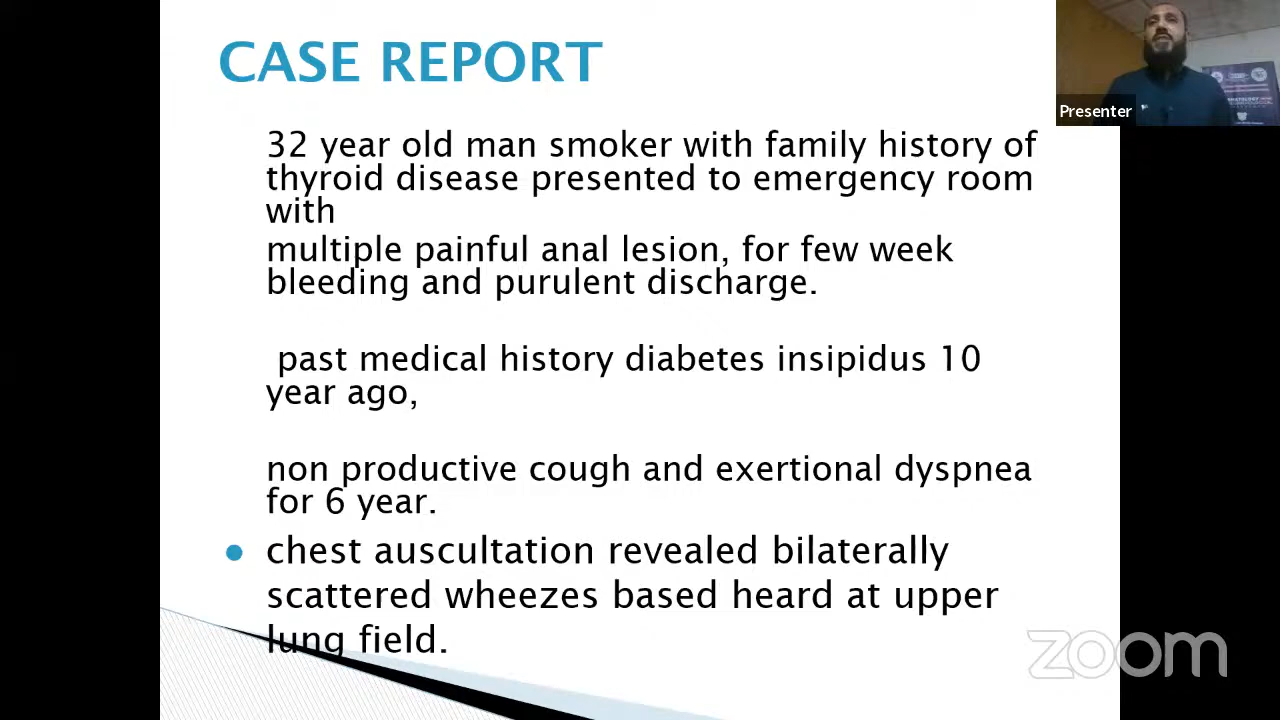 CASE REPORT
32 year old man smoker with family history of
thyroid disease presented to emergency room
with
multiple painful anal lesion, for few week
bleeding and purulent discharge.
past medical history diabetes insipidus 10
year ago,
non productive cough and exertional dyspnea
for 6 year.
chest auscultation revealed bilaterally
scattered wheezes based heard at upper
lung field.
Presenter
zoom